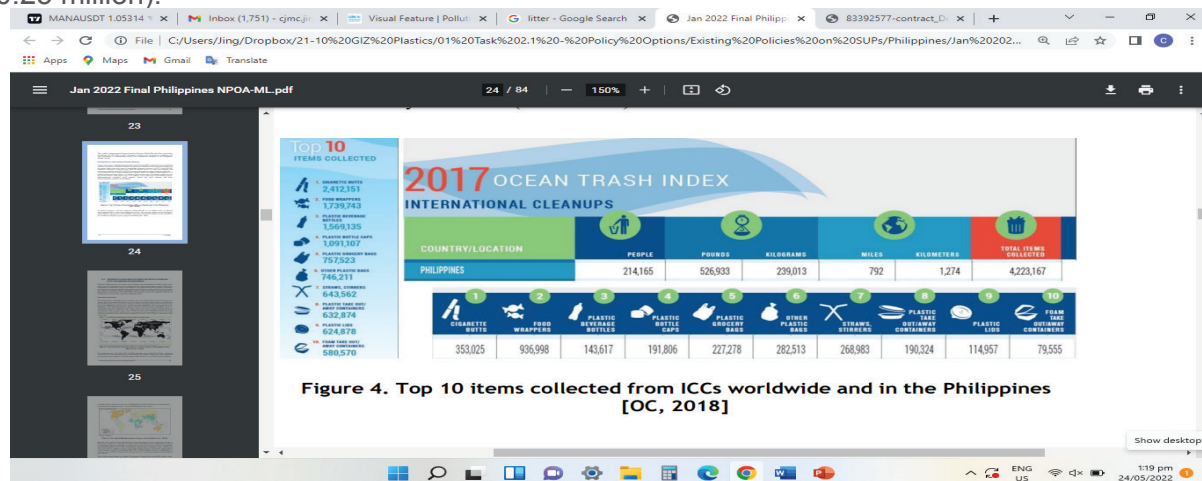 MANAUSDT 1.05314
Inbox (1,751) - cjmc.ji
Visual Feature | Polluti
litter - Google Search
Jan 2022 Final Philipp
83392577-contract_D
File | C:/Users/Jing/Dropbox/21-10%20GIZ%20Plastics/01%20Task%202.1%20-%20Policy%20Options/Existing%20Policies%20on%20SUPs/Philippines/Jan%20202...
Apps Maps Gmail Translate
Jan 2022 Final Philippines NPOA-ML.pdf
24 / 84 | — 150% +
23
24
25
Top 10
ITEMS COLLECTED
1. CIGARETTE BUTTS
2,412,151
2. FOOD WRAPPERS
1,739,743
3. PLASTIC BEVERAGE
BOTTLES
1,569,135
4. PLASTIC BOTTLE CAPS
1,091,107
5. PLASTIC GROCERY BAGS
757,523
6. OTHER PLASTIC BAGS
746,211
7. STRAWS, STIRRERS
643,562
8. PLASTIC TAKE OUT/
AWAY CONTAINERS
632,874
9. PLASTIC LIDS
624,878
10. FOAM TAKE OUT/
AWAY CONTAINERS
580,570
2017 OCEAN TRASH INDEX
INTERNATIONAL CLEANUPS
COUNTRY/LOCATION PEOPLE POUNDS KILOGRAMS MILES KILOMETERS TOTAL ITEMS COLLECTED
PHILIPPINES 214,165 526,933 239,013 792 1,274 4,223,167
1 2 3 4 5 6 7 8 9 10
CIGARETTE BUTTS
FOOD WRAPPERS
PLASTIC BEVERAGE BOTTLES
PLASTIC BOTTLE CAPS
PLASTIC GROCERY BAGS
OTHER PLASTIC BAGS
STRAWS, STIRRERS
PLASTIC TAKE OUT/AWAY CONTAINERS
PLASTIC LIDS
FOAM TAKE OUT/AWAY CONTAINERS
353,025 936,998 143,617 191,806 227,278 282,513 268,983 190,324 114,957 79,555
Figure 4. Top 10 items collected from ICCs worldwide and in the Philippines
[OC, 2018]
Show desktop
ENG
US
1:19 pm
24/05/2022